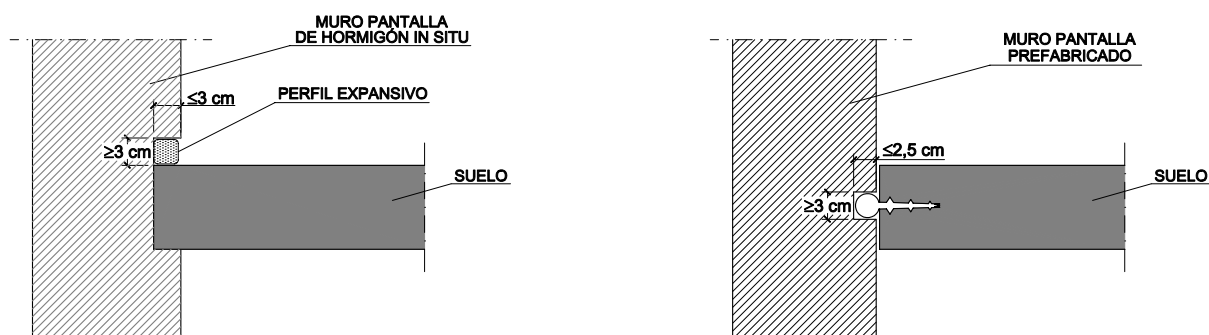 MURO PANTALLA
DE HORMIGÓN IN SITU
≤3 cm
PERFIL EXPANSIVO
≥3 cm
SUELO
MURO PANTALLA
PREFABRICADO
≤2,5 cm
≥3 cm
SUELO